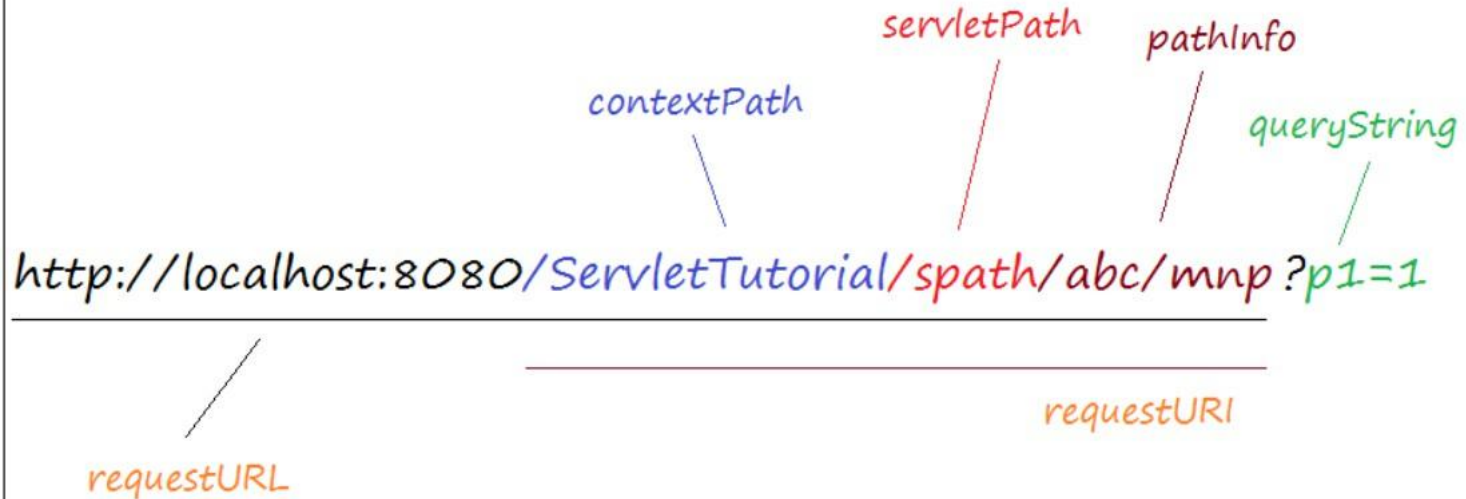 servletPath
pathInfo
contextPath
queryString
http://localhost:8080/ServletTutorial/spath/abc/mnp?p1=1
requestURI
requestURL